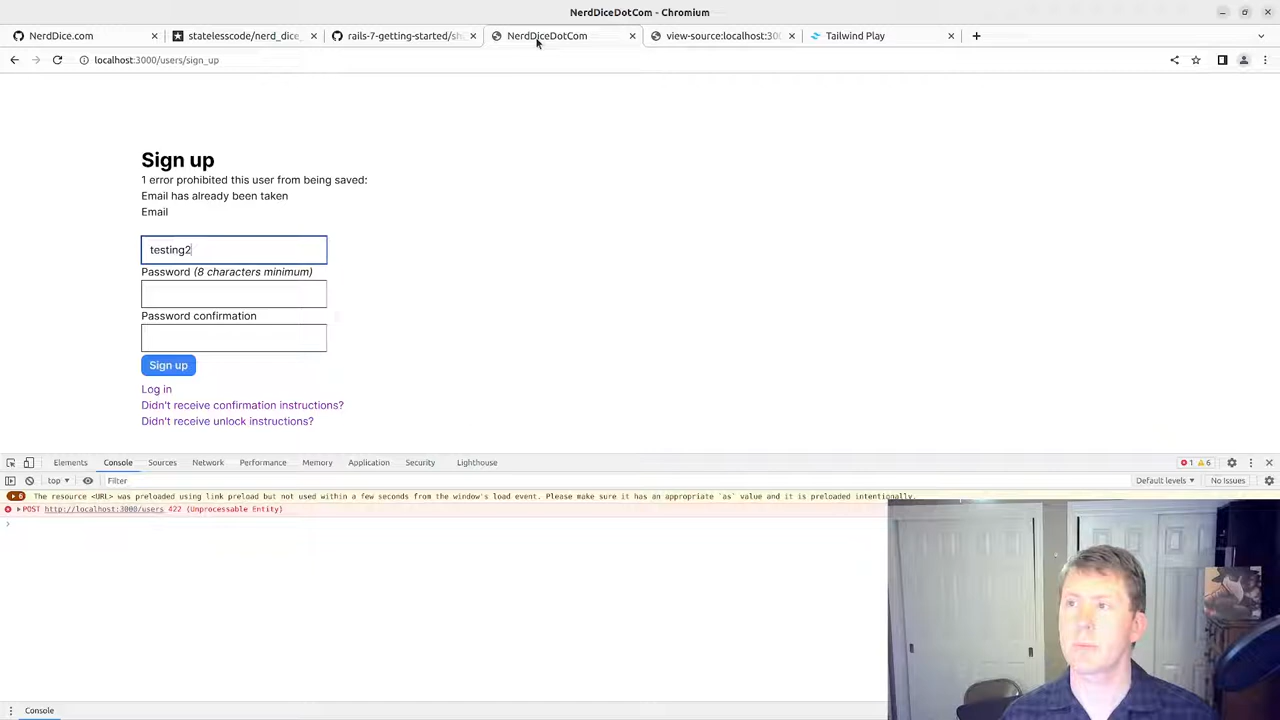 NerdDiceDotCom - Chromium
NerdDice.com
statelesscode/nerd_dice_
rails-7-getting-started/sh
NerdDiceDotCom
view-source:localhost:300
Tailwind Play
localhost:3000/users/sign_up
Sign up
1 error prohibited this user from being saved:
Email has already been taken
Email
testing2
Password (8 characters minimum)
Password confirmation
Sign up
Log in
Didn't receive confirmation instructions?
Didn't receive unlock instructions?
Elements
Console
Sources
Network
Performance
Memory
Application
Security
Lighthouse
1
6
top
Filter
Default levels
No Issues
6
The resource <URL> was preloaded using link preload but not used within a few seconds from the window's load event. Please make sure it has an appropriate `as` value and it is preloaded intentionally.
POST http://localhost:3000/users 422 (Unprocessable Entity)
Console